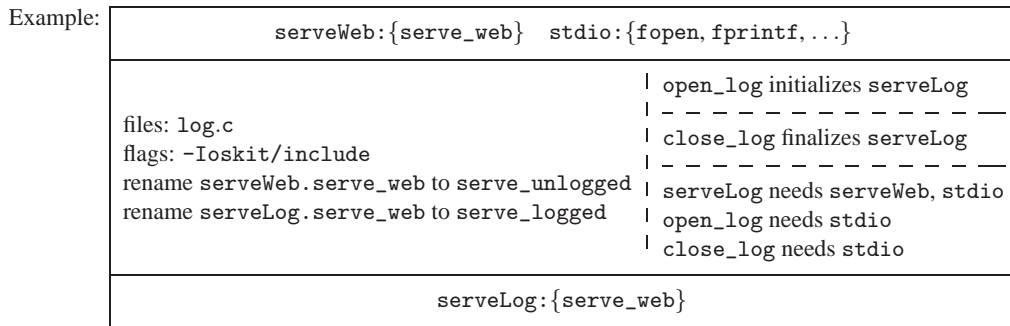 Example:
serveWeb:{serve_web} stdio:{fopen, fprintf, ...}
files: log.c
flags: -Ioskit/include
rename serveWeb.serve_web to serve_unlogged
rename serveLog.serve_web to serve_logged
open_log initializes serveLog
close_log finalizes serveLog
serveLog needs serveWeb, stdio
open_log needs stdio
close_log needs stdio
serveLog:{serve_web}